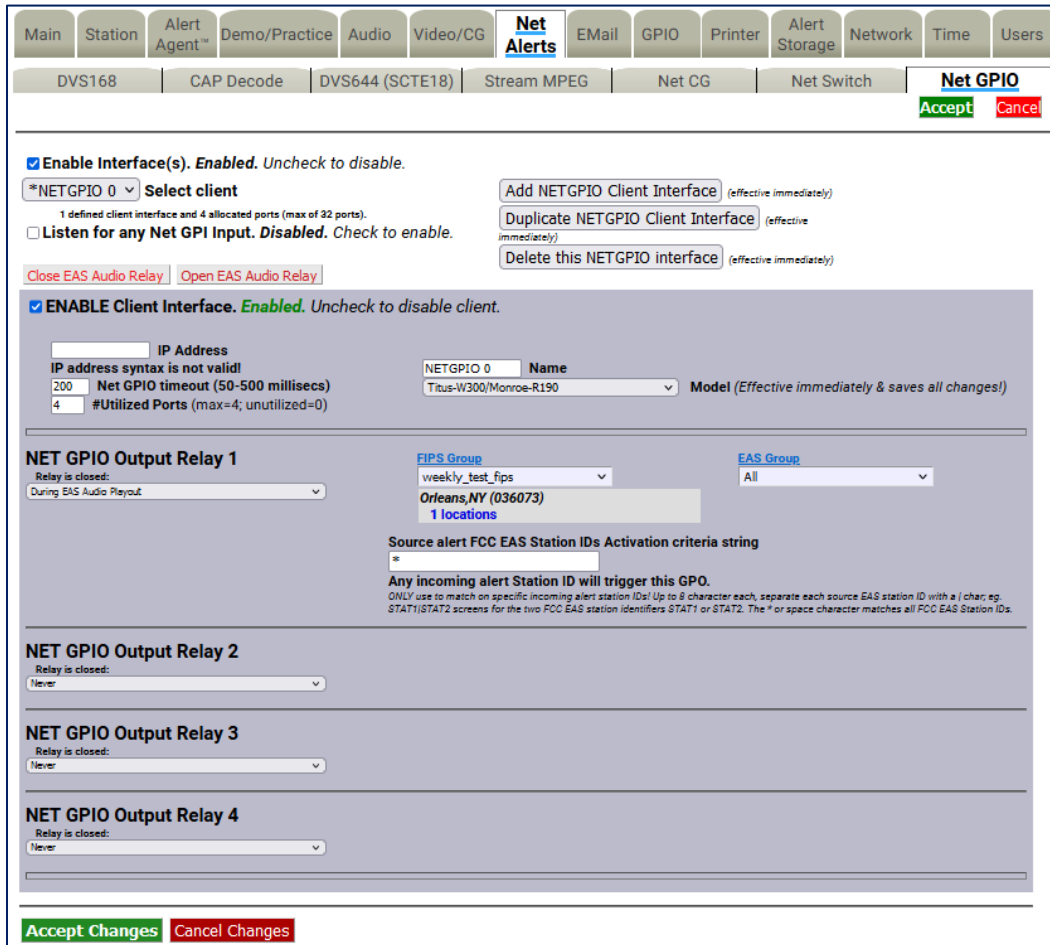 Main Station Alert Agent™ Demo/Practice Audio Video/CG Net Alerts EMail GPIO Printer Alert Storage Network Time Users
DVS168 CAP Decode DVS644 (SCTE18) Stream MPEG Net CG Net Switch Net GPIO
Accept Cancel
Enable Interface(s). Enabled. Uncheck to disable.
*NETGPIO 0 Select client
Add NETGPIO Client Interface (effective immediately)
1 defined client interface and 4 allocated ports (max of 32 ports).
Duplicate NETGPIO Client Interface (effective
immediately)
Listen for any Net GPI Input. Disabled. Check to enable.
Delete this NETGPIO interface (effective immediately)
Close EAS Audio Relay Open EAS Audio Relay
ENABLE Client Interface. Enabled. Uncheck to disable client.
IP Address
IP address syntax is not valid!
NETGPIO 0 Name
200 Net GPIO timeout (50-500 millisecs)
Titus-W300/Monroe-R190 Model (Effective immediately & saves all changes!)
4 #Utilized Ports (max=4; unutilized=0)
NET GPIO Output Relay 1
Relay is closed:
During EAS Audio Playout
FIPS Group
weekly_test_fips
Orleans,NY (036073)
1 locations
EAS Group
All
Source alert FCC EAS Station IDs Activation criteria string
*
Any incoming alert Station ID will trigger this GPO.
ONLY use to match on specific incoming alert station IDs! Up to 8 character each, separate each source EAS station ID with a | char; eg.
STAT1|STAT2 screens for the two FCC EAS station identifiers STAT1 or STAT2. The * or space character matches all FCC EAS Station IDs.
NET GPIO Output Relay 2
Relay is closed:
Never
NET GPIO Output Relay 3
Relay is closed:
Never
NET GPIO Output Relay 4
Relay is closed:
Never
Accept Changes Cancel Changes